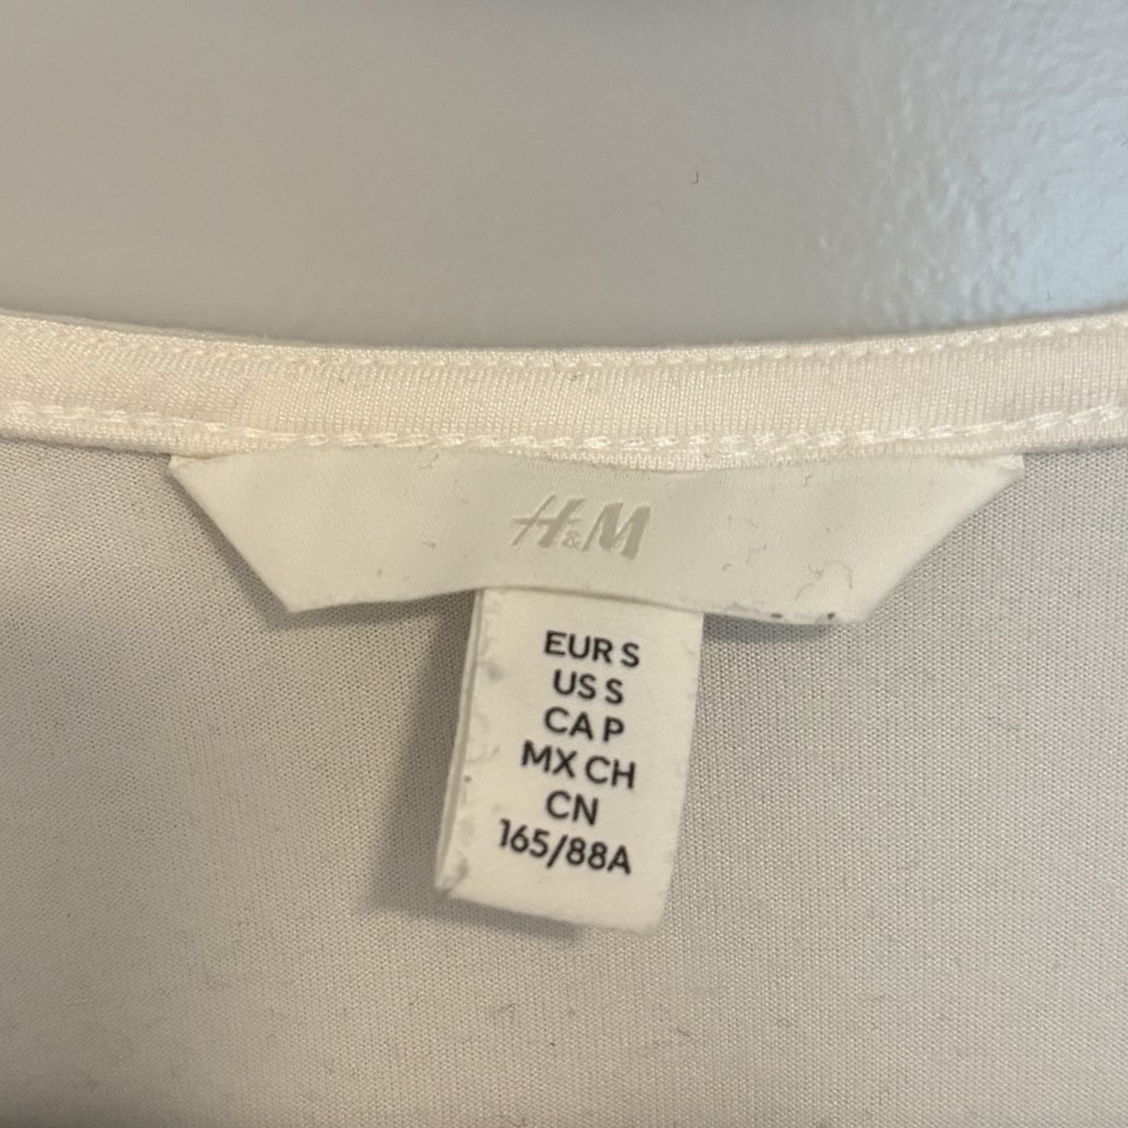 H&M
EUR S
US S
CA P
MX CH
CN
165/88A